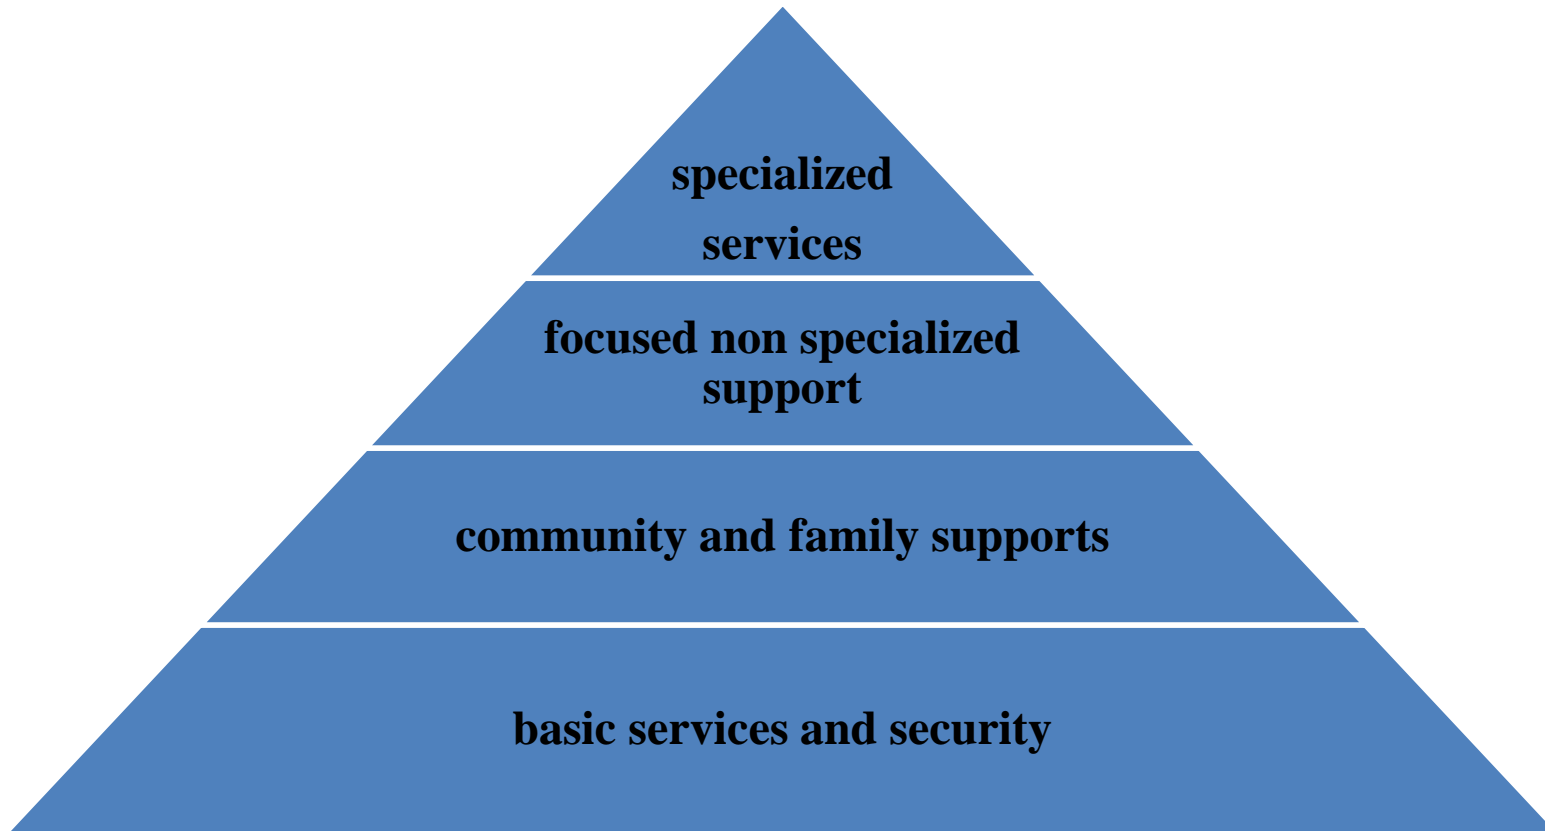 specialized
services
focused non specialized
support
community and family supports
basic services and security